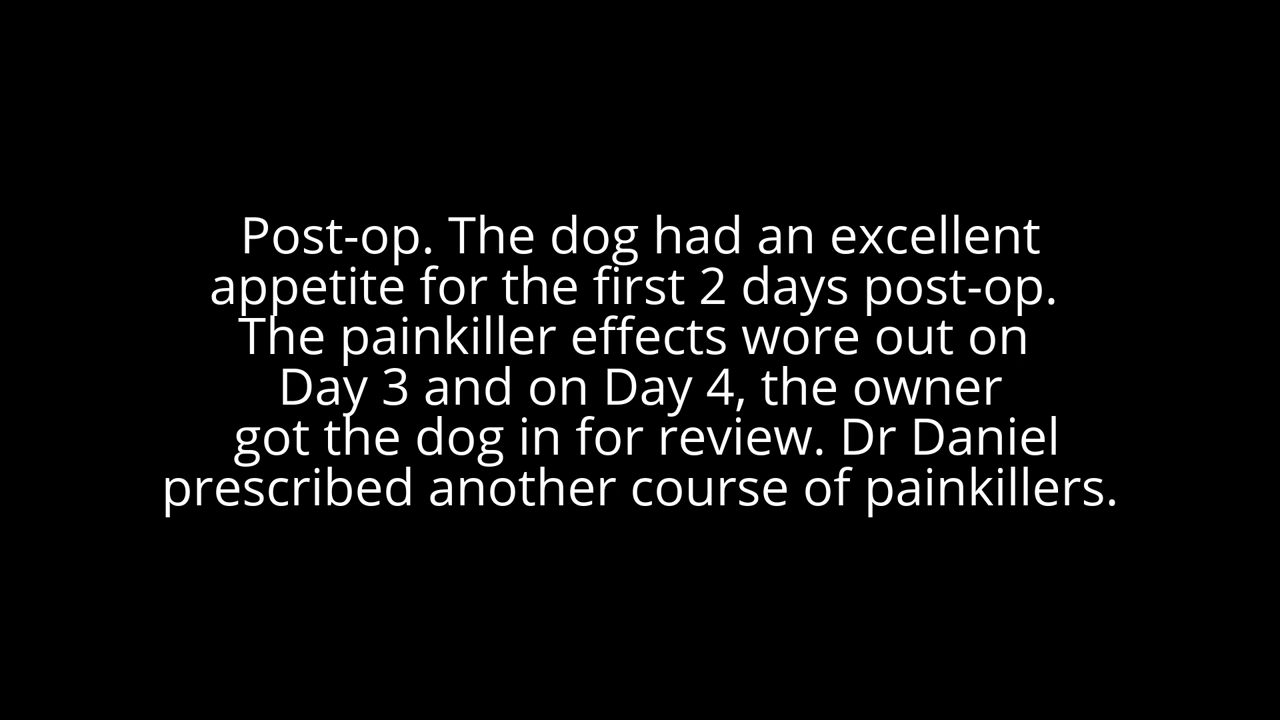 Post-op. The dog had an excellent
appetite for the first 2 days post-op.
The painkiller effects wore out on
Day 3 and on Day 4, the owner
got the dog in for review. Dr Daniel
prescribed another course of painkillers.